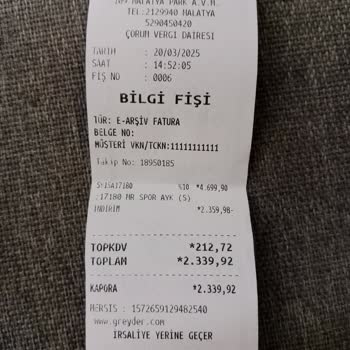 109 MALATYA PARK A.V.M.
TEL:2129940 MALATYA
5290450420
ÇORUM VERGİ DAİRESİ
TARİH : 20/03/2025
SAAT : 14:52:05
FİŞ NO : 0006
BİLGİ FİŞİ
TÜR: E-ARŞİV FATURA
BELGE NO:
MÜŞTERİ VKN/TCKN:11111111111
Takip No: 18950185
%10 *4.699,90
17180 MR SPOR AYK (S)
İNDİRİM *2.359,98-
TOPKDV *212,72
TOPLAM *2.339,92
KAPORA *2.339,92
MERSİS : 1572659129482540
www.greyder.com
İRSALİYE YERİNE GEÇER